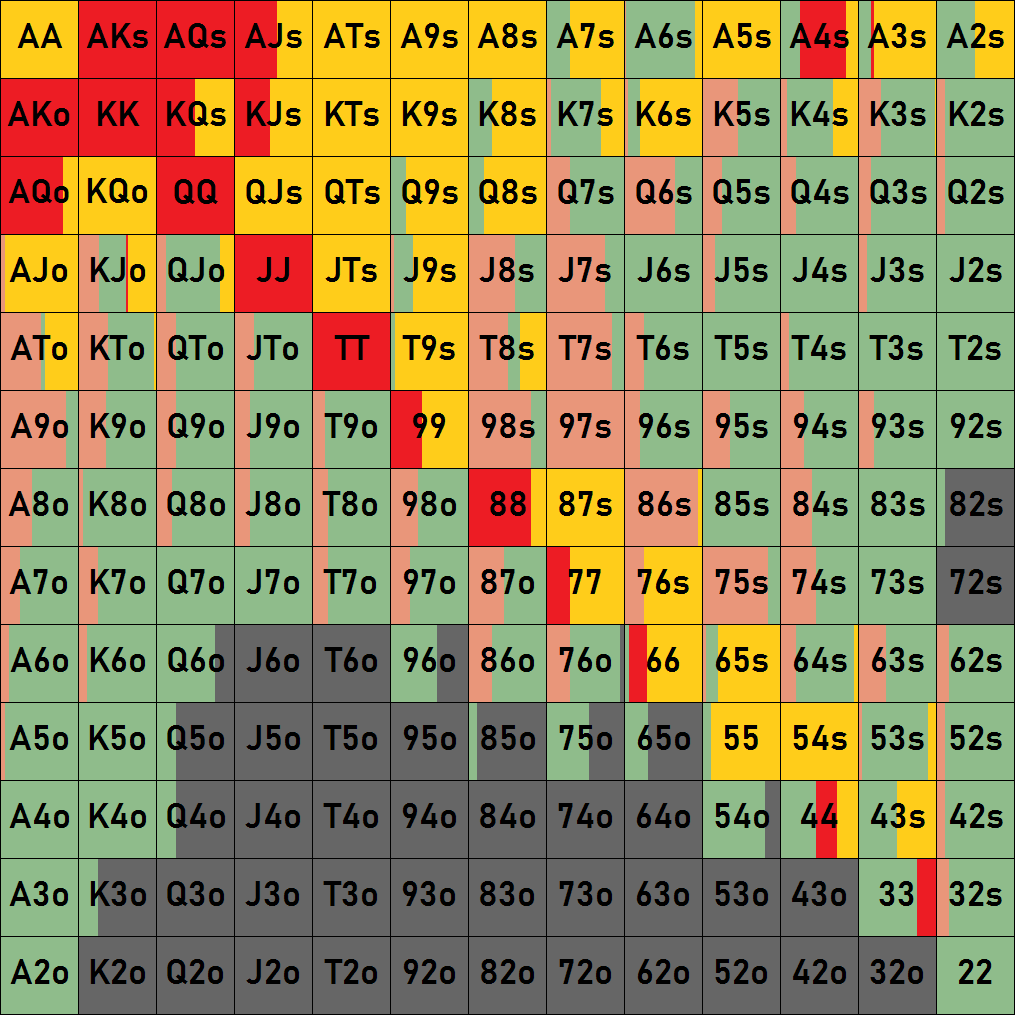 AA AKs AQs AJs ATs A9s A8s A7s A6s A5s A4s A3s A2s
AKo KK KQs KJs KTs K9s K8s K7s K6s K5s K4s K3s K2s
AQo KQo QQ QJs QTs Q9s Q8s Q7s Q6s Q5s Q4s Q3s Q2s
AJo KJo QJo JJ JTs J9s J8s J7s J6s J5s J4s J3s J2s
ATo KTo QTo JTo TT T9s T8s T7s T6s T5s T4s T3s T2s
A9o K9o Q9o J9o T9o 99 98s 97s 96s 95s 94s 93s 92s
A8o K8o Q8o J8o T8o 98o 88 87s 86s 85s 84s 83s 82s
A7o K7o Q7o J7o T7o 97o 87o 77 76s 75s 74s 73s 72s
A6o K6o Q6o J6o T6o 96o 86o 76o 66 65s 64s 63s 62s
A5o K5o Q5o J5o T5o 95o 85o 75o 65o 55 54s 53s 52s
A4o K4o Q4o J4o T4o 94o 84o 74o 64o 54o 44 43s 42s
A3o K3o Q3o J3o T3o 93o 83o 73o 63o 53o 43o 33 32s
A2o K2o Q2o J2o T2o 92o 82o 72o 62o 52o 42o 32o 22